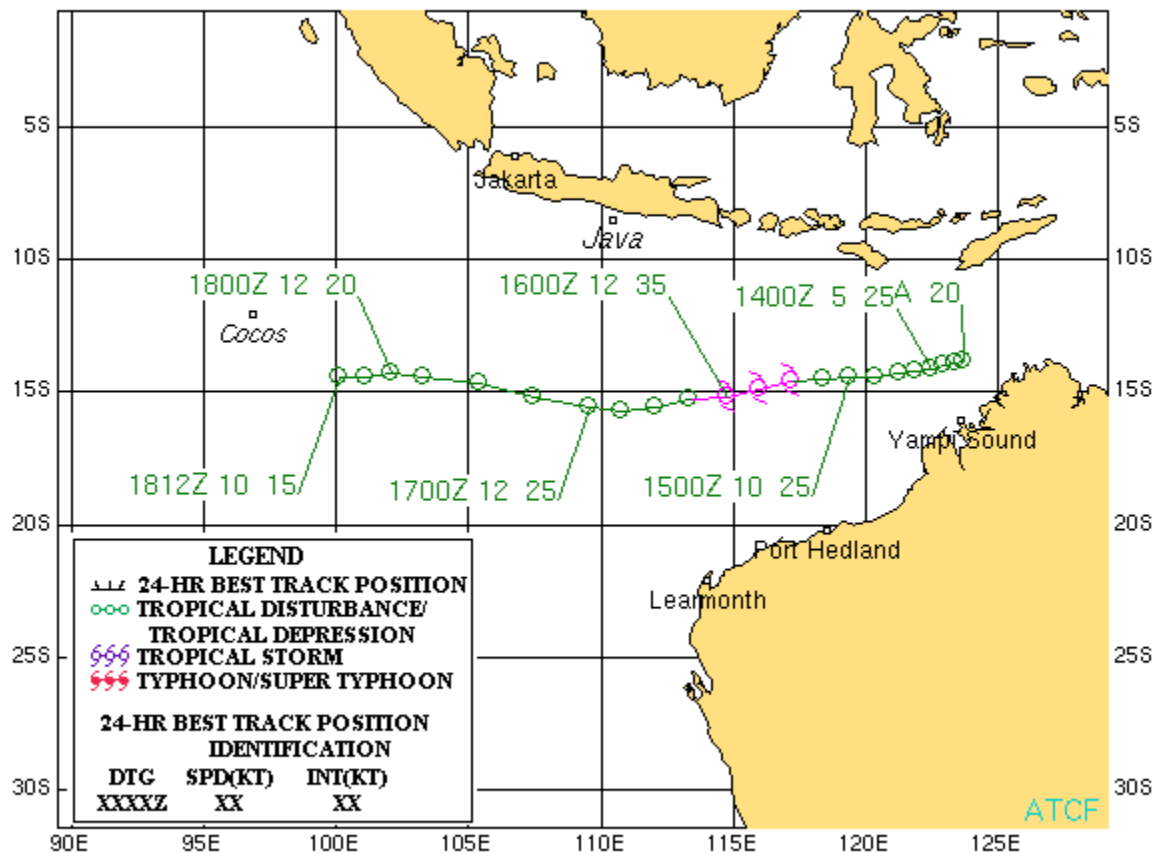 5S
5S
Jakarta
Java
10S
10S
1800Z 12 20
1600Z 12 35
1400Z 5 25
A 20
Cocos
15S
15S
Yampi Sound
1812Z 10 15
1700Z 12 25
1500Z 10 25
20S
20S
Port Hedland
Learmonth
LEGEND
24-HR BEST TRACK POSITION
TROPICAL DISTURBANCE/
TROPICAL DEPRESSION
TROPICAL STORM
TYPHOON/SUPER TYPHOON
25S
25S
24-HR BEST TRACK POSITION
IDENTIFICATION
DTG SPD(KT) INT(KT)
XXXXZ XX XX
30S
30S
ATCF
90E 95E 100E 105E 110E 115E 120E 125E